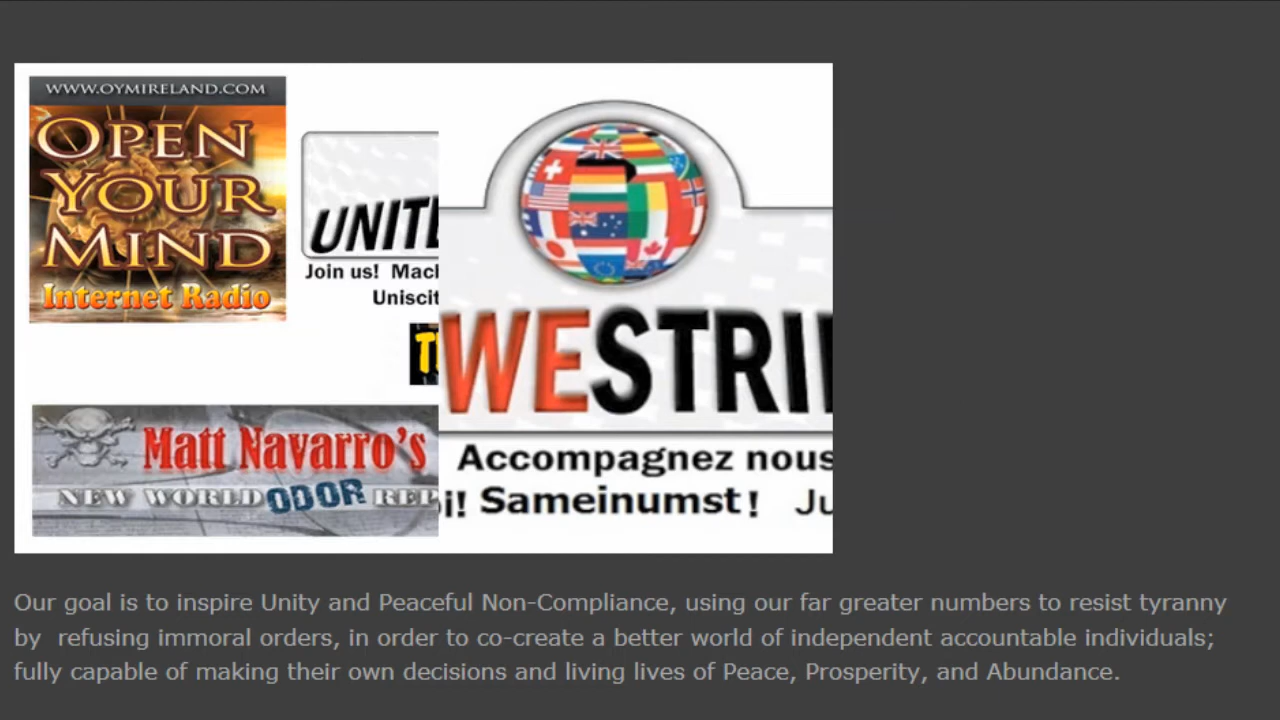 WWW.OYMIRELAND.COM
OPEN
YOUR
MIND
Internet Radio
Join us!
WE
Accompagnez nous
Sameinumst!
Matt Navarro's
NEW WORLD ODOR
Our goal is to inspire Unity and Peaceful Non-Compliance, using our far greater numbers to resist tyranny
by refusing immoral orders, in order to co-create a better world of independent accountable individuals;
fully capable of making their own decisions and living lives of Peace, Prosperity, and Abundance.